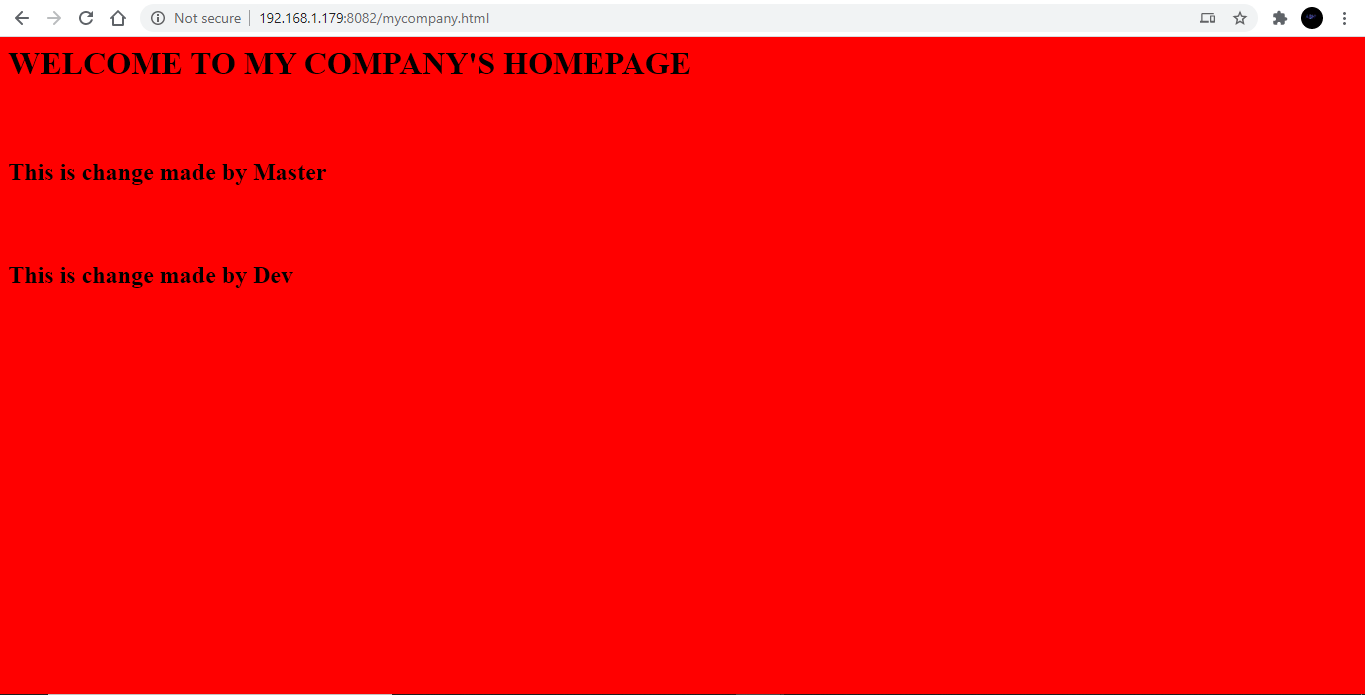 Not secure 192.168.1.179:8082/mycompany.html
WELCOME TO MY COMPANY'S HOMEPAGE
This is change made by Master
This is change made by Dev